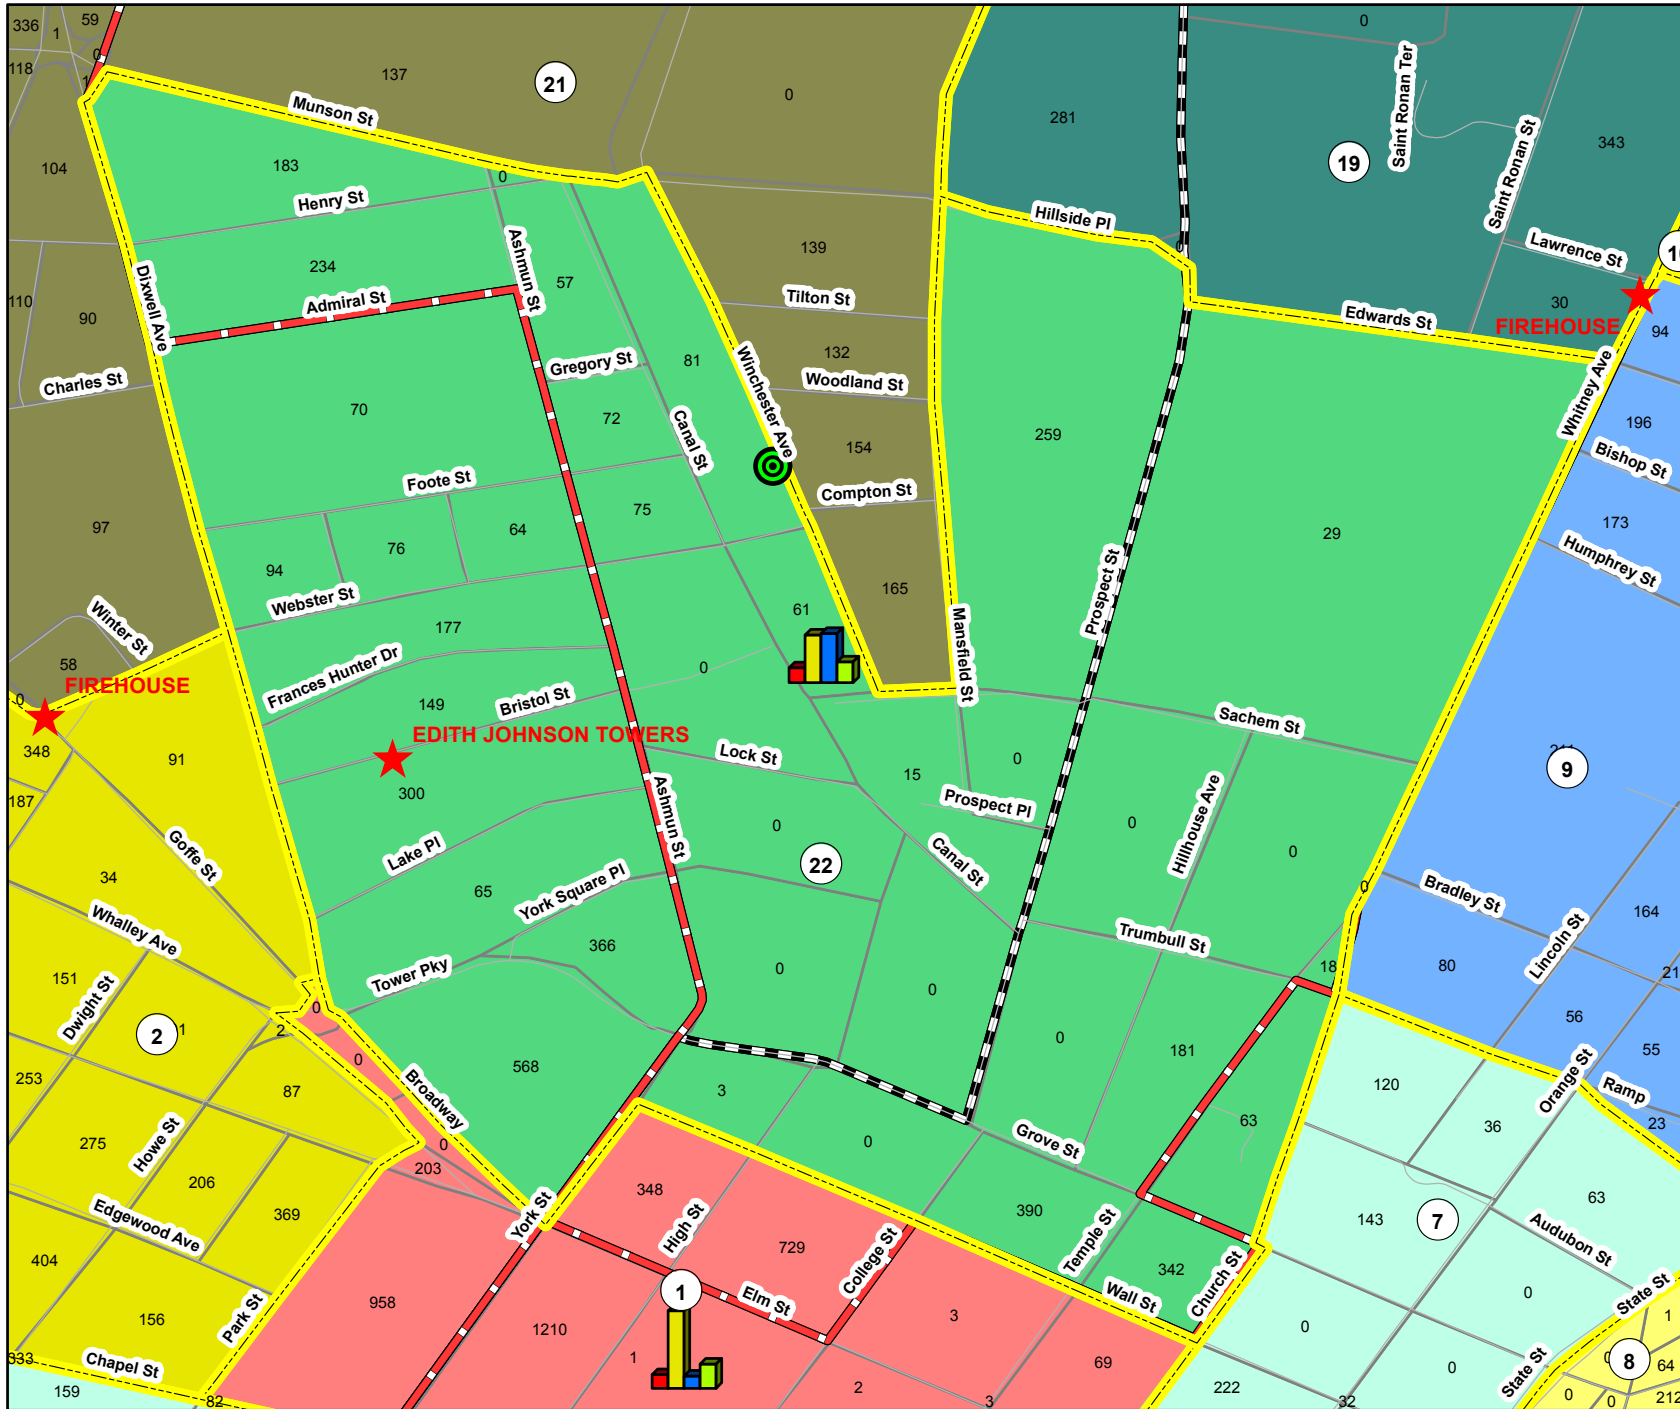 336
1
59
0
118
1
137
21
0
281
0
Saint Ronan Ter
19
Saint Ronan St
343
Munson St
104
183
0
Henry St
Hillside Pl
0
Lawrence St
139
Ashmun St
234
57
Dixwell Ave
Admiral St
110
90
Tilton St
30
FIREHOUSE
Edwards St
94
132
Gregory St
81
Winchester Ave
Woodland St
Charles St
Whitney Ave
70
72
Canal St
154
259
196
Bishop St
Foote St
Compton St
97
75
64
76
94
29
173
Humphrey St
Webster St
165
Prospect St
61
Winter St
177
Mansfield St
58
FIREHOUSE
0
Frances Hunter Dr
0
149
Bristol St
EDITH JOHNSON TOWERS
Sachem St
348
91
Lock St
0
9
187
300
15
Prospect Pl
Hillhouse Ave
Ashmun St
0
0
0
Goffe St
Lake Pl
22
Canal St
34
65
York Square Pl
0
Bradley St
Whalley Ave
366
Trumbull St
Lincoln St
164
151
Dwight St
Tower Pky
0
0
18
80
21
2
1
0
2
56
0
181
Orange St
55
253
0
568
3
120
Ramp
87
Broadway
63
36
23
275
Howe St
0
0
Grove St
203
206
348
63
Edgewood Ave
369
York St
High St
390
Temple St
143
7
Audubon St
404
729
College St
342
Church St
1
Wall St
State St
0
958
Elm St
156
Park St
1210
3
0
1
333
Chapel St
1
69
State St
0
8
64
159
82
2
3
222
32
0
0
212